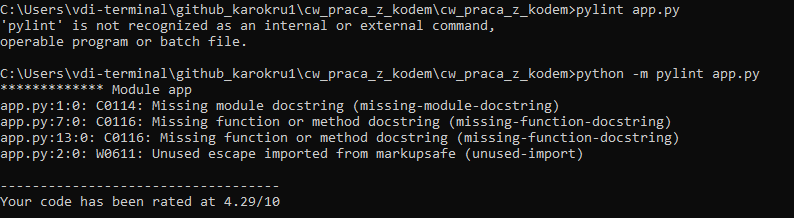 C:\Users\vdi-terminal\github_karokru1\cw_praca_z_kodem\cw_praca_z_kodem>pylint app.py
'pylint' is not recognized as an internal or external command,
operable program or batch file.
C:\Users\vdi-terminal\github_karokru1\cw_praca_z_kodem\cw_praca_z_kodem>python -m pylint app.py
************* Module app
app.py:1:0: C0114: Missing module docstring (missing-module-docstring)
app.py:7:0: C0116: Missing function or method docstring (missing-function-docstring)
app.py:13:0: C0116: Missing function or method docstring (missing-function-docstring)
app.py:2:0: W0611: Unused escape imported from markupsafe (unused-import)
-----------------------------------
Your code has been rated at 4.29/10